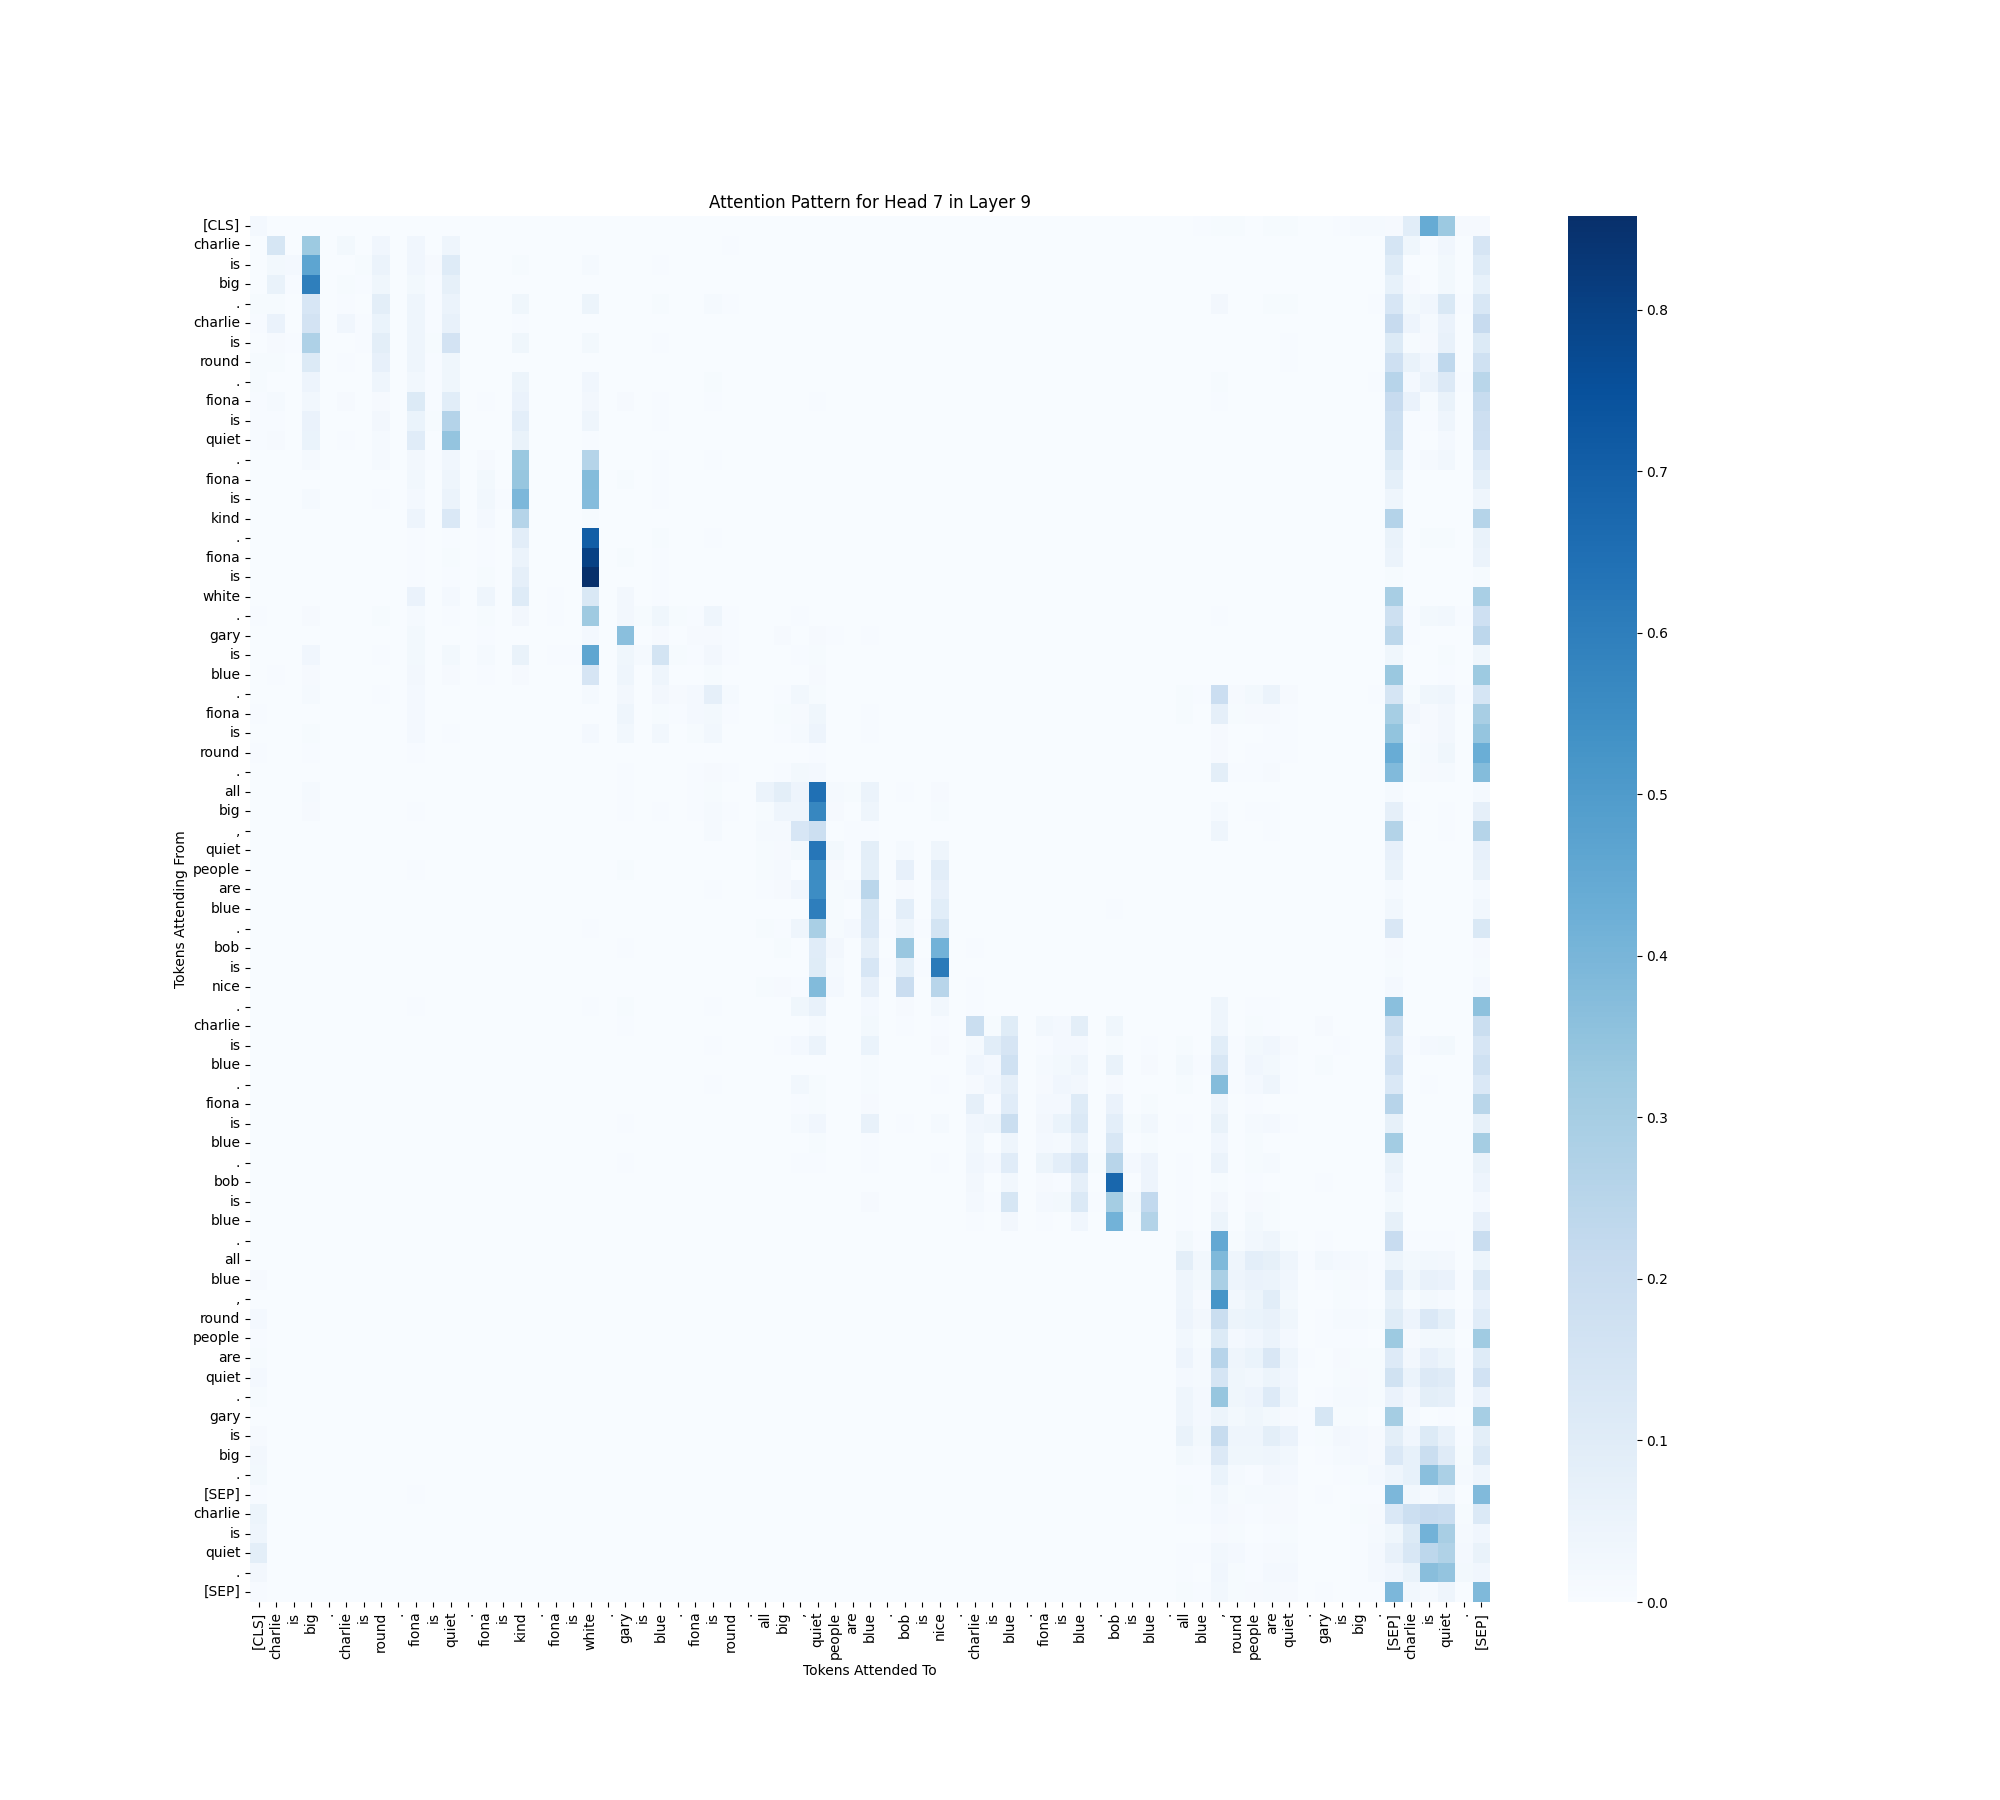 Attention Pattern for Head 7 in Layer 9
[CLS]
charlie
is
big
.
charlie
is
round
.
fiona
is
quiet
.
fiona
is
kind
.
fiona
is
white
.
gary
is
blue
.
fiona
is
round
.
all
big
,
quiet
people
are
blue
.
bob
is
nice
.
charlie
is
blue
.
fiona
is
blue
.
bob
is
blue
.
all
blue
,
round
people
are
quiet
.
gary
is
big
.
[SEP]
charlie
is
quiet
.
[SEP]
Tokens Attending From
[CLS] charlie is big . charlie is round . fiona is quiet . fiona is kind . fiona is white . gary is blue . fiona is round . all big , quiet people are blue . bob is nice . charlie is blue . fiona is blue . bob is blue . all blue , round people are quiet . gary is big . [SEP] charlie is quiet . [SEP]
Tokens Attended To
0.8
0.7
0.6
0.5
0.4
0.3
0.2
0.1
0.0